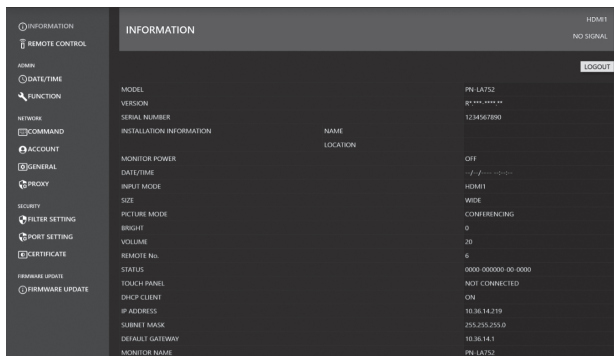 INFORMATION
REMOTE CONTROL
ADMIN
DATE/TIME
FUNCTION
NETWORK
COMMAND
ACCOUNT
GENERAL
PROXY
SECURITY
FILTER SETTING
PORT SETTING
CERTIFICATE
FIRMWARE UPDATE
FIRMWARE UPDATE
INFORMATION
HDMI1
NO SIGNAL
LOGOUT
MODEL PN-LA752
VERSION R*.***-****.**
SERIAL NUMBER 1234567890
INSTALLATION INFORMATION NAME
LOCATION
MONITOR POWER OFF
DATE/TIME --/--/---- --:--:--
INPUT MODE HDMI1
SIZE WIDE
PICTURE MODE CONFERENCING
BRIGHT 0
VOLUME 20
REMOTE No. 6
STATUS 0000-000000-00-0000
TOUCH PANEL NOT CONNECTED
DHCP CLIENT ON
IP ADDRESS 10.36.14.219
SUBNET MASK 255.255.255.0
DEFAULT GATEWAY 10.36.14.1
MONITOR NAME PN-LA752